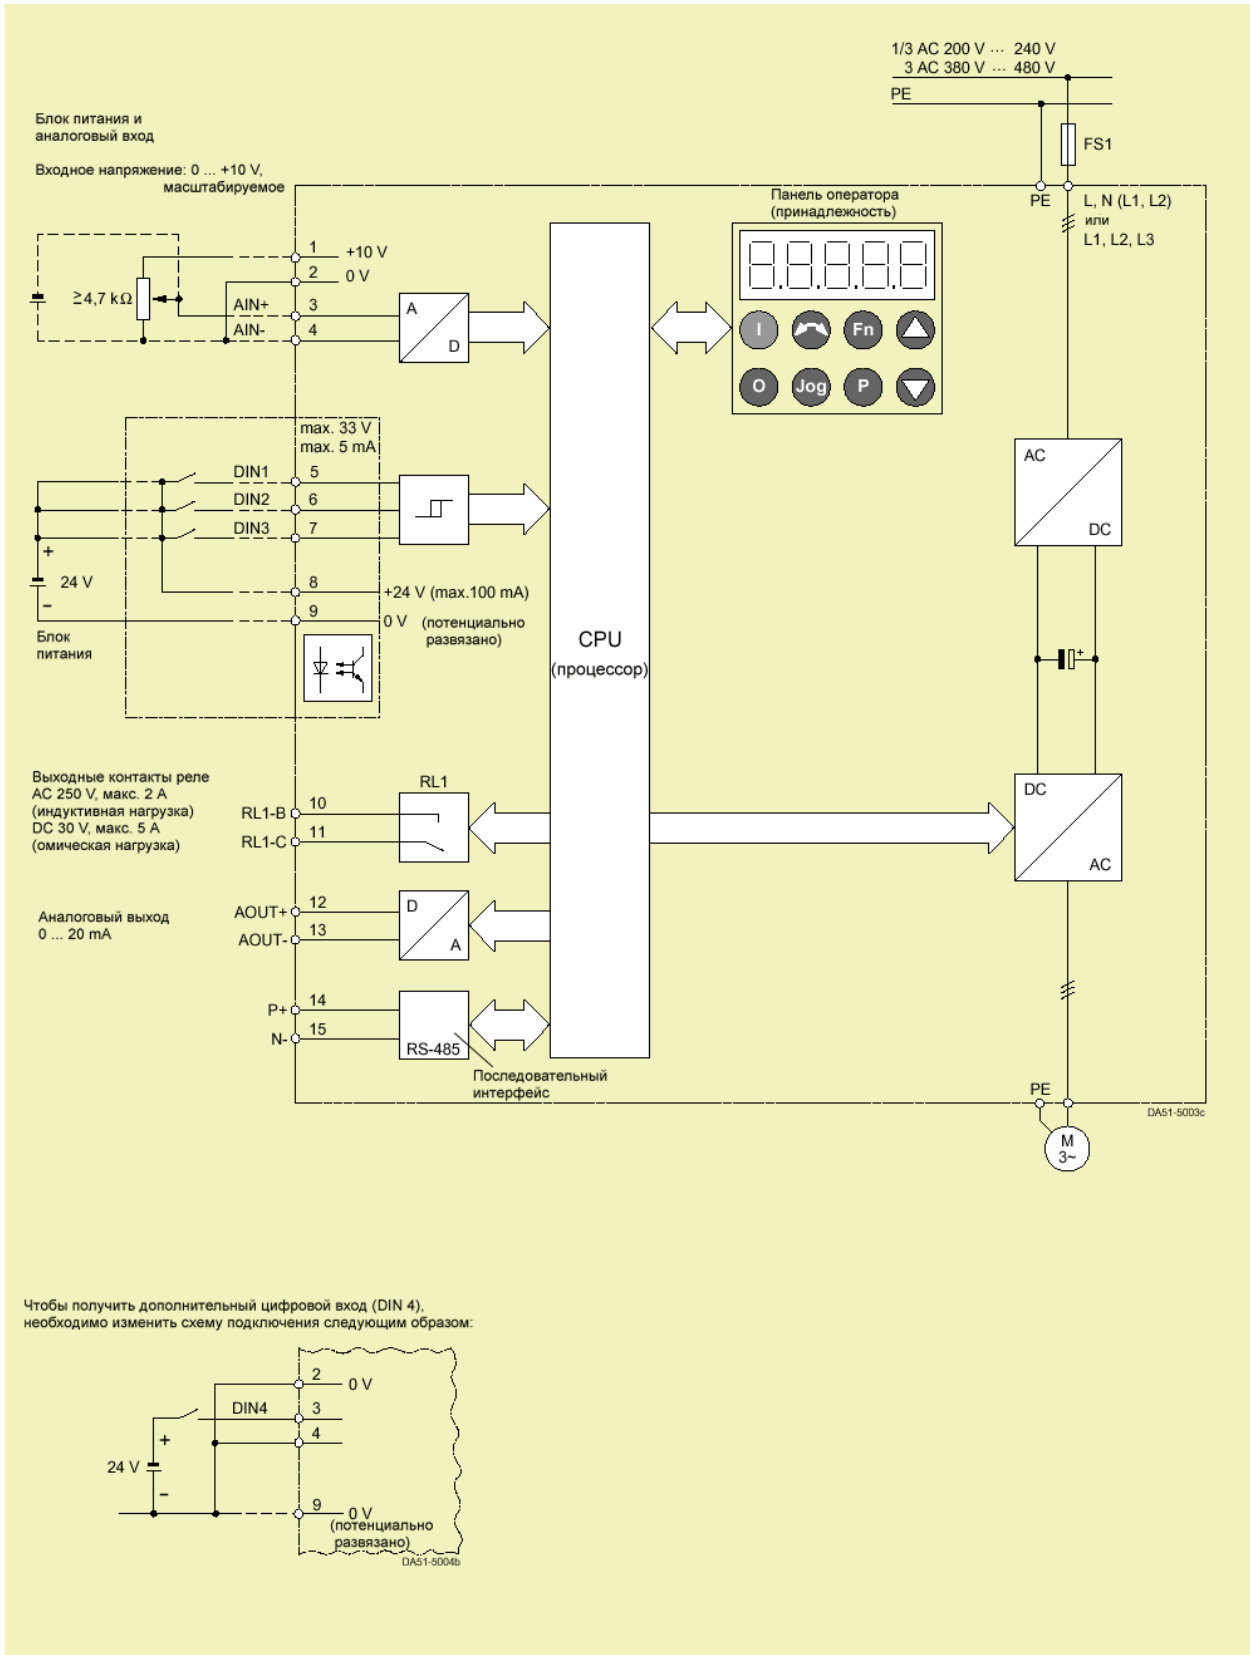 1/3 AC 200 V ··· 240 V
3 AC 380 V ··· 480 V
PE
FS1
Блок питания и
аналоговый вход
Входное напряжение: 0 ... +10 V,
масштабируемое
PE
L, N (L1, L2)
или
L1, L2, L3
Панель оператора
(принадлежность)
I
Fn
O
Jog
P
1
+10 V
2
0 V
≥4,7 kΩ
AIN+
3
AIN-
4
A
D
max. 33 V
max. 5 mA
DIN1
5
DIN2
6
DIN3
7
+
24 V
–
8
+24 V (max.100 mA)
9
0 V
(потенциально
развязано)
Блок
питания
CPU
(процессор)
AC
DC
+
DC
AC
Выходные контакты реле
AC 250 V, макс. 2 A
(индуктивная нагрузка)
DC 30 V, макс. 5 A
(омическая нагрузка)
RL1
RL1-B
10
RL1-C
11
Аналоговый выход
0 ... 20 mA
AOUT+
12
AOUT-
13
D
A
P+
14
N-
15
RS-485
Последовательный
интерфейс
PE
DA51-5003c
M
3~
Чтобы получить дополнительный цифровой вход (DIN 4),
необходимо изменить схему подключения следующим образом:
2
0 V
DIN4
3
4
+
24 V
–
9
0 V
(потенциально
развязано)
DA51-5004b